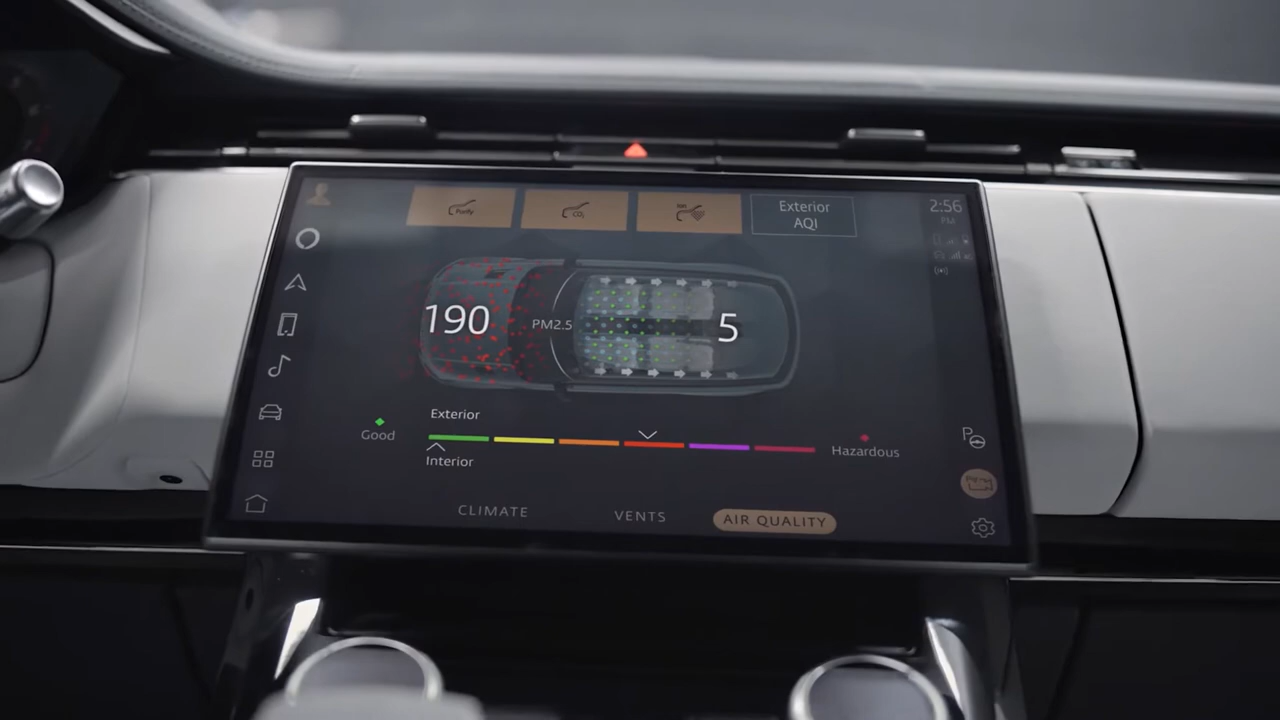 Purify
CO₂
Exterior
AQI
2:56
PM
190
PM2.5
5
Exterior
Good
Hazardous
Interior
CLIMATE
VENTS
AIR QUALITY